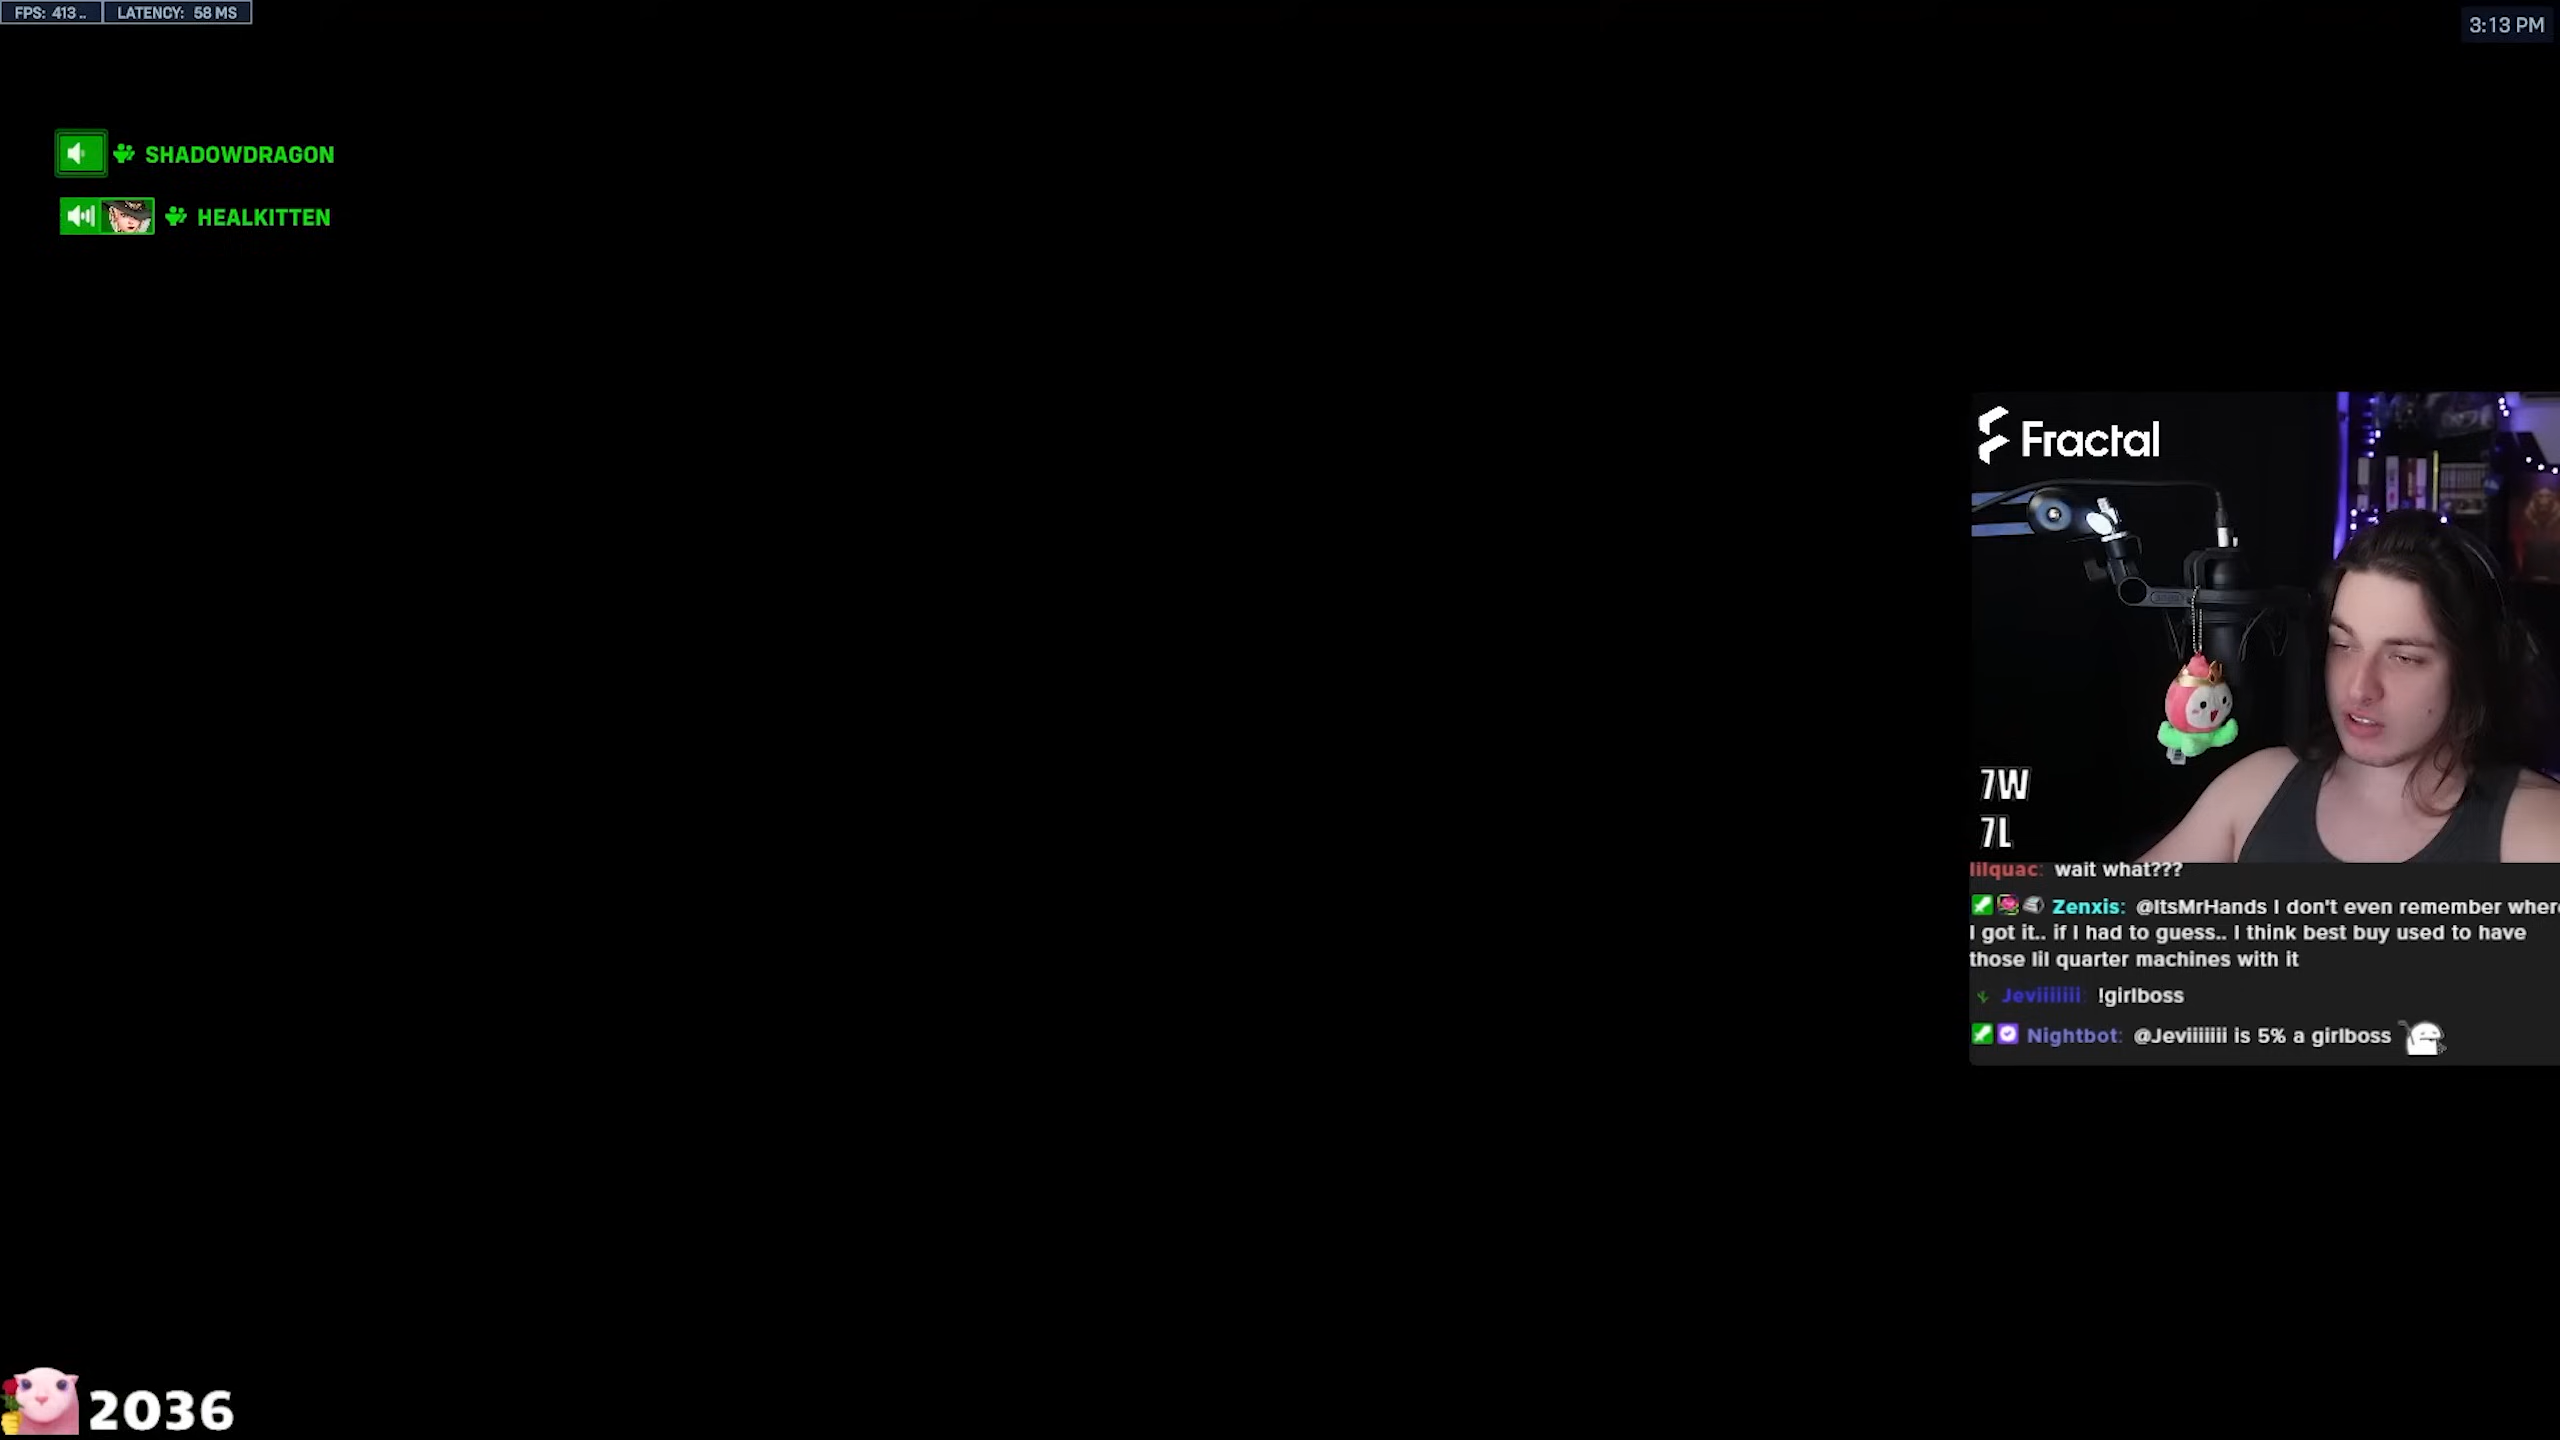 FPS: 413..
LATENCY: 58 MS
3:13 PM
SHADOWDRAGON
HEALKITTEN
Fractal
7W
7L
lilquac: wait what???
Zenxis: @ItsMrHands I don't even remember where
I got it.. if I had to guess.. I think best buy used to have
those lil quarter machines with it
Jeviiiiiii: !girlboss
Nightbot: @Jeviiiiiii is 5% a girlboss
2036